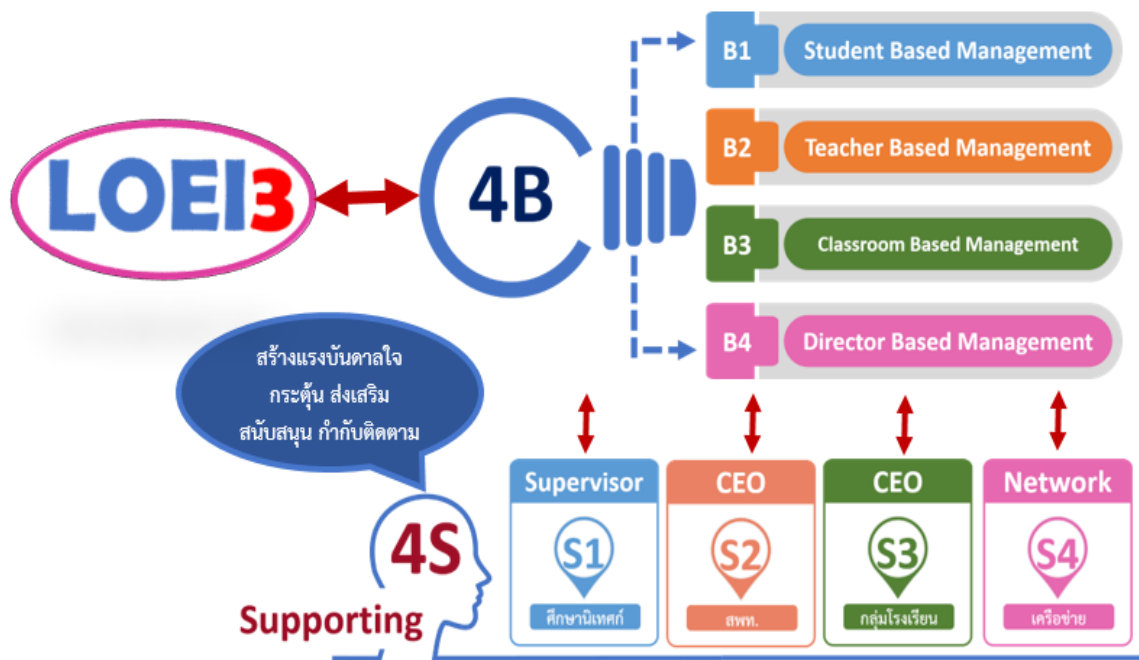 LOEI3
4B
B1
Student Based Management
B2
Teacher Based Management
B3
Classroom Based Management
B4
Director Based Management
สร้างแรงบันดาลใจ
กระตุ้น ส่งเสริม
สนับสนุน กำกับติดตาม
4S
Supporting
Supervisor
S1
ศึกษานิเทศก์
CEO
S2
สพท.
CEO
S3
กลุ่มโรงเรียน
Network
S4
เครือข่าย